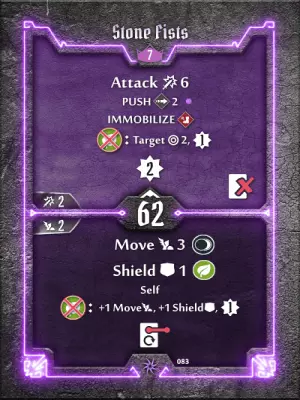 Stone Fists
7
Attack 6
PUSH 2
IMMOBILIZE
: Target 2, 1
2
2
62
2
Move 3
Shield 1
Self
: +1 Move, +1 Shield, 1
083